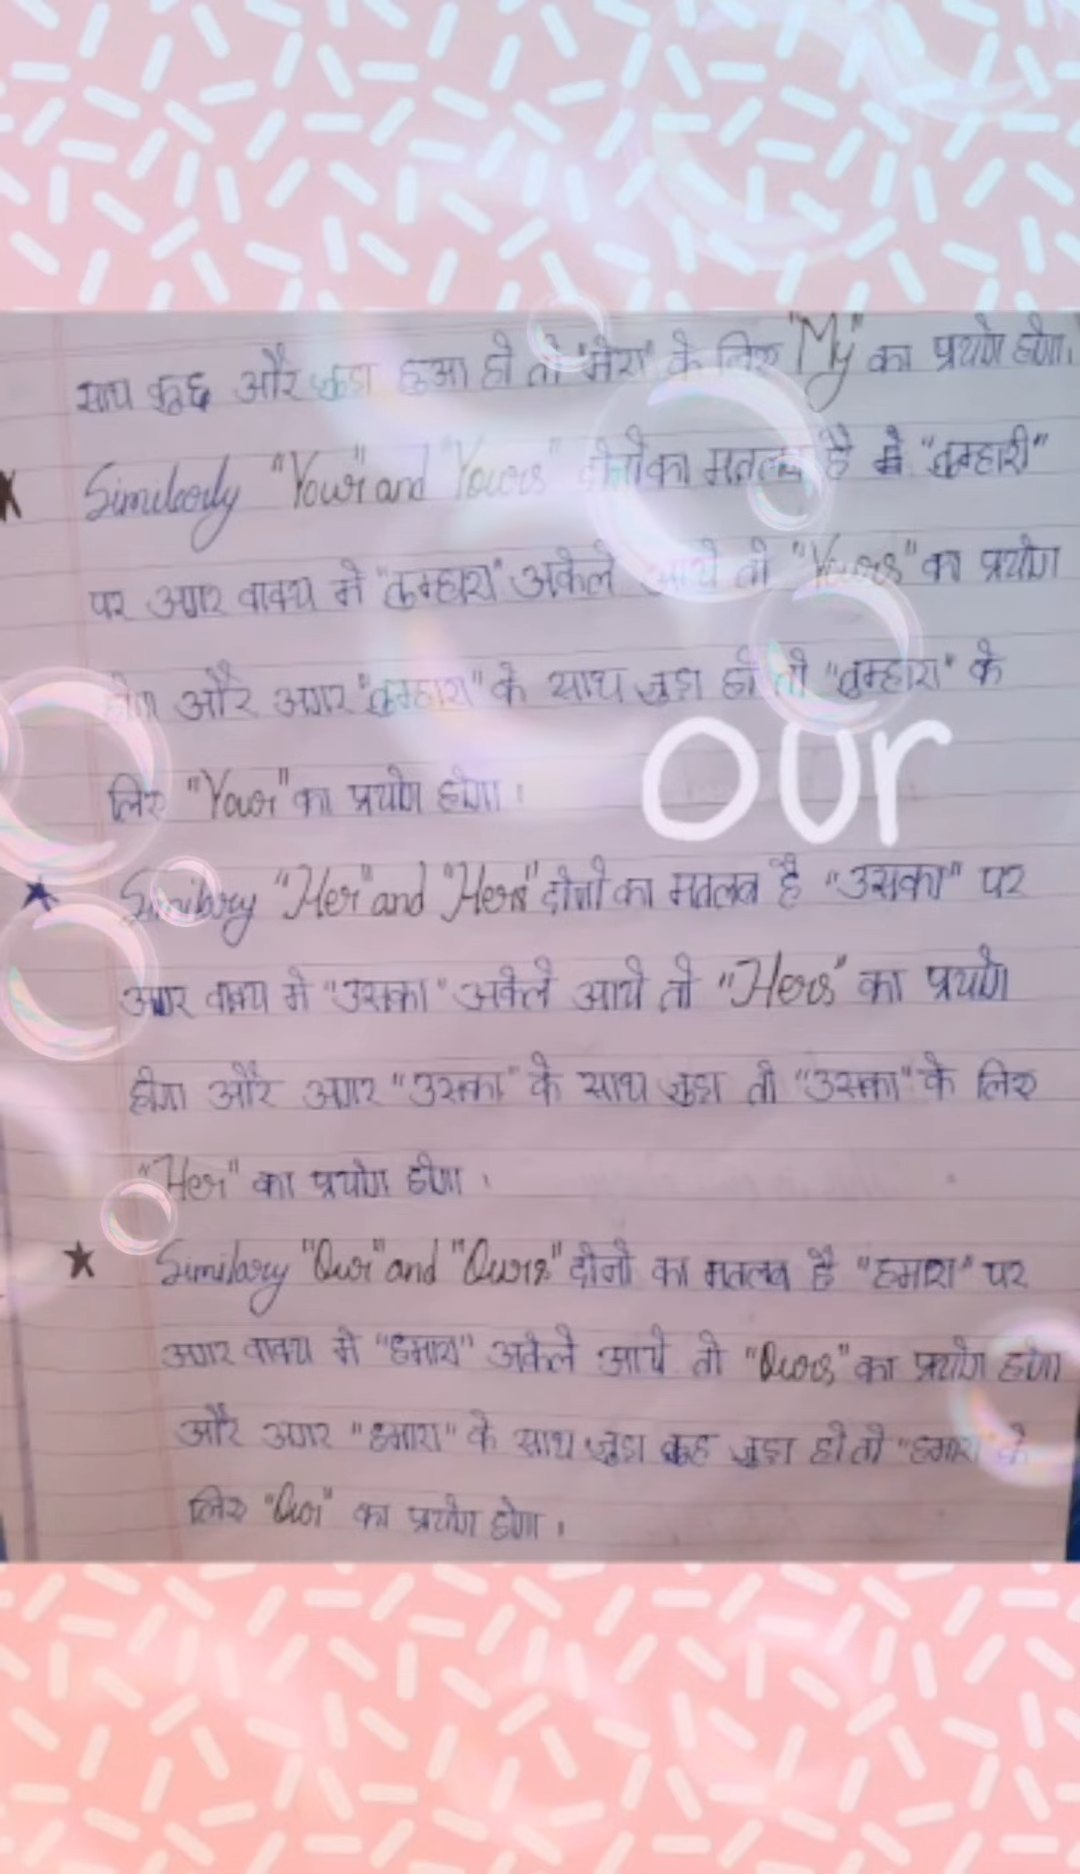 साथ कुछ और जुड़ा हुआ हो तो "मेरा" के लिए "My" का प्रयोग होगा।
Similarly "Your" and "Yours" दोनो का मतलब है "तुम्हारी"
पर अगर वाक्य मे "तुम्हारा" अकेले आये तो "Yours" का प्रयोग
होगा और अगर "तुम्हारा" के साथ जुड़ा हो तो "तुम्हारा" के
लिए "Your" का प्रयोग होगा।
our
Similary "Her" and "Hers" दोनो का मतलब है "उसका" पर
अगर वाक्य मे "उसका" अकेले आये तो "Hers" का प्रयोग
होगा और अगर "उसका" के साथ जुड़ा तो "उसका" के लिए
"Her" का प्रयोग होगा।
Similary "Our" and "Ours" दोनो का मतलब है "हमारा" पर
अगर वाक्य मे "हमारा" अकेले आये तो "Ours" का प्रयोग होगा
और अगर "हमारा" के साथ जुड़ा कुह जुड़ा हो तो "हमारा" के
लिए "Our" का प्रयोग होगा।